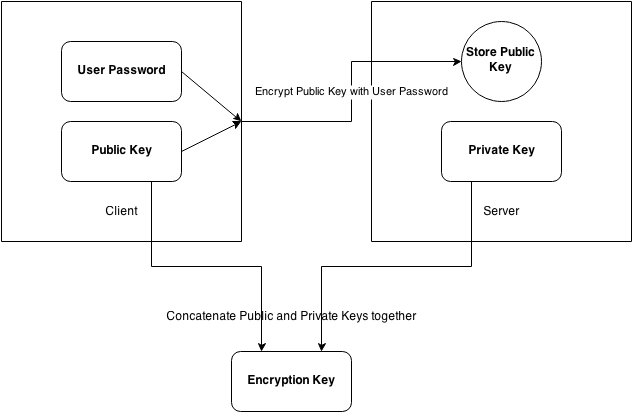 User Password
Store Public
Key
Encrypt Public Key with User Password
Public Key
Private Key
Client
Server
Concatenate Public and Private Keys together
Encryption Key